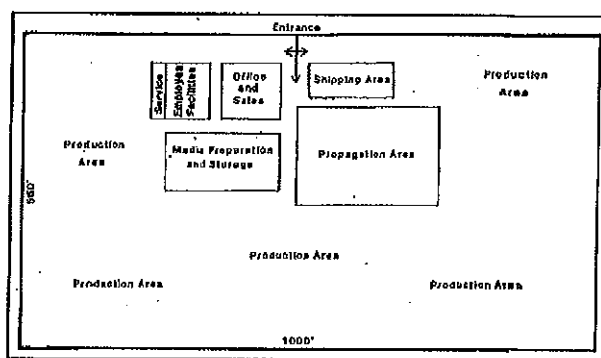 Entrance
Service
Employee
Facilities
Office
and
Sales
Shipping Area
Production
Area
Production
Area
Media Preparation
and Storage
Propagation Area
560'
Production Area
Production Area
Production Area
1000'